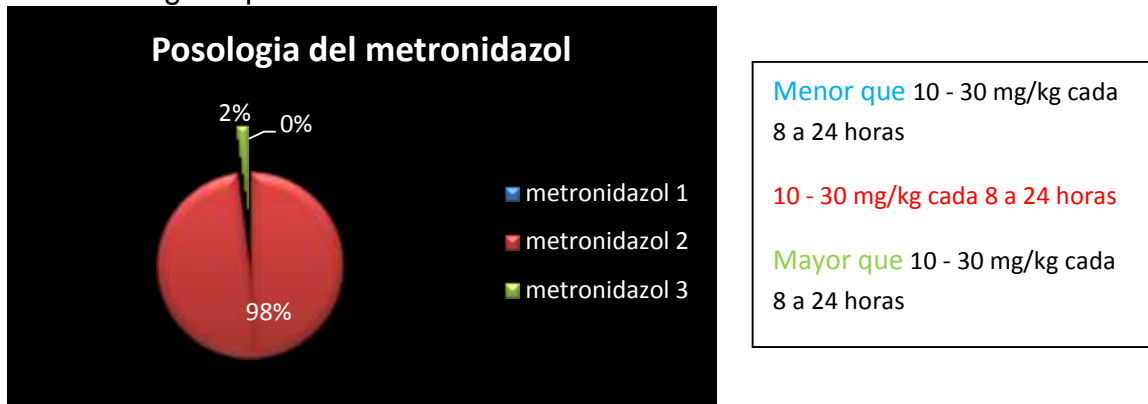 Posologia del metronidazol
2%
0%
98%
metronidazol 1
metronidazol 2
metronidazol 3
Menor que 10 - 30 mg/kg cada
8 a 24 horas
10 - 30 mg/kg cada 8 a 24 horas
Mayor que 10 - 30 mg/kg cada
8 a 24 horas